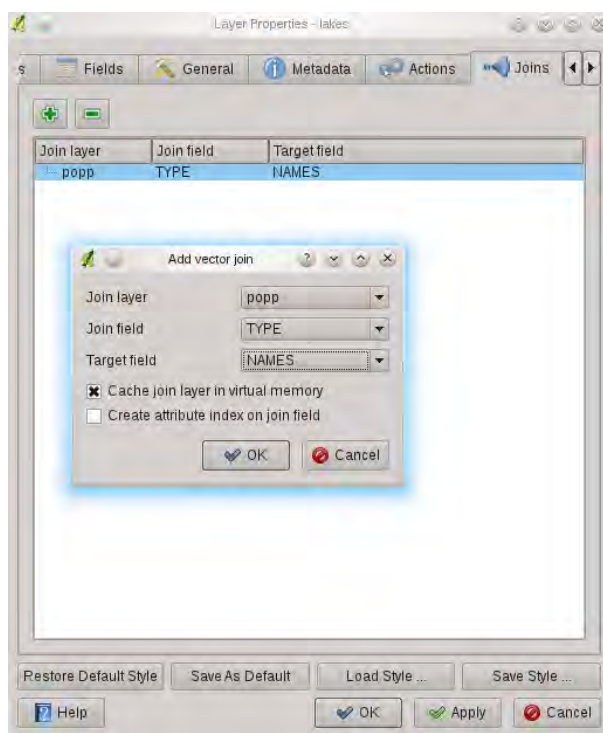 Layer Properties - lakes
s Fields General Metadata Actions Joins
Join layer Join field Target field
popp TYPE NAMES
Add vector join
Join layer popp
Join field TYPE
Target field NAMES
Cache join layer in virtual memory
Create attribute index on join field
OK Cancel
Restore Default Style Save As Default Load Style ... Save Style ...
Help OK Apply Cancel